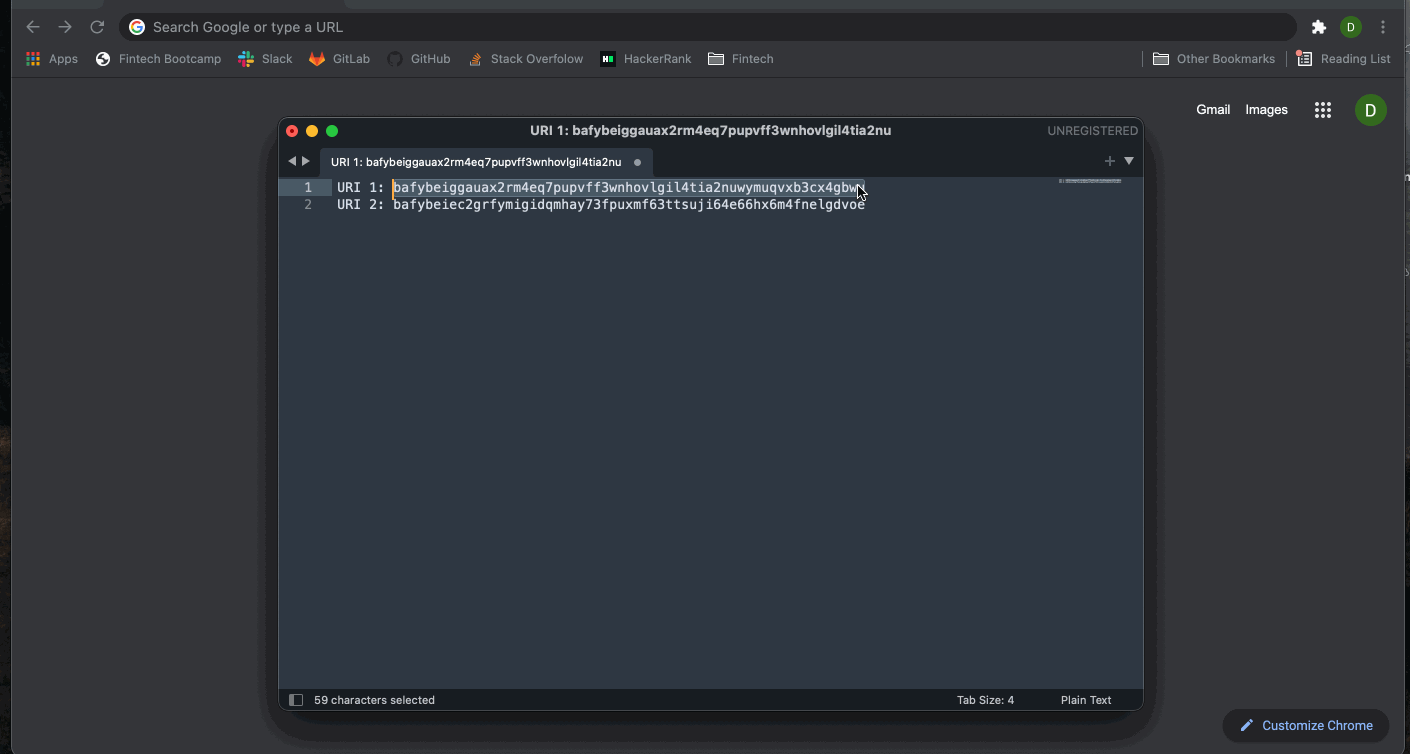 Search Google or type a URL
D
Apps
Fintech Bootcamp
Slack
GitLab
GitHub
Stack Overfolow
HackerRank
Fintech
Other Bookmarks
Reading List
Gmail
Images
D
URI 1: bafybeiggauax2rm4eq7pupvff3wnhovlgil4tia2nu
UNREGISTERED
URI 1: bafybeiggauax2rm4eq7pupvff3wnhovlgil4tia2nu
1 URI 1:
2 URI 2: bafybeiec2grfymigidqmhay73fpuxmf63ttsuji64e66hx6m4fnelgdvoe
59 characters selected
Tab Size: 4
Plain Text
Customize Chrome